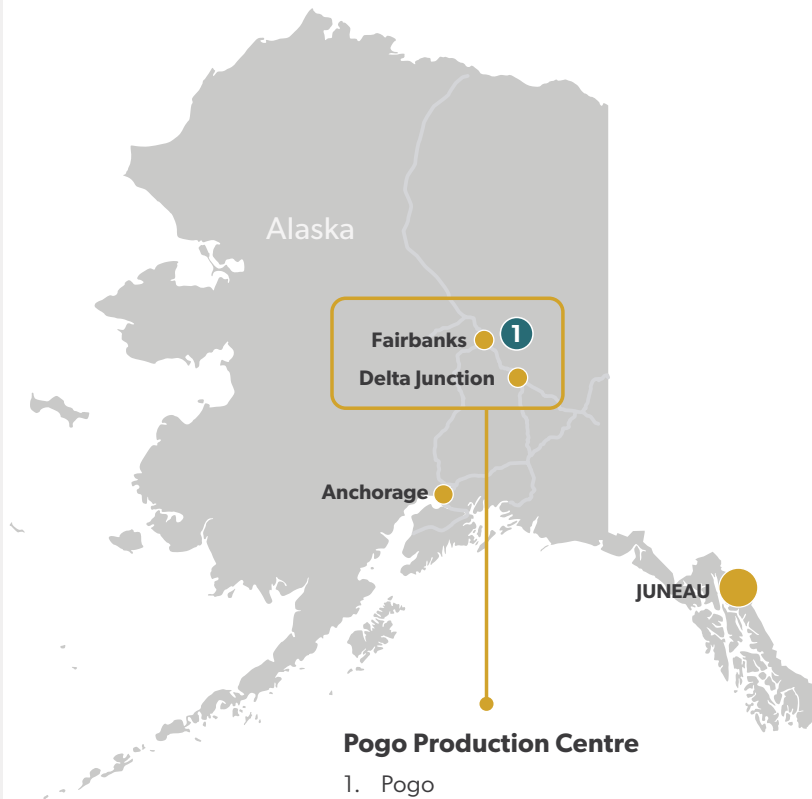 Alaska
Fairbanks 1
Delta Junction
Anchorage
JUNEAU
Pogo Production Centre
1. Pogo